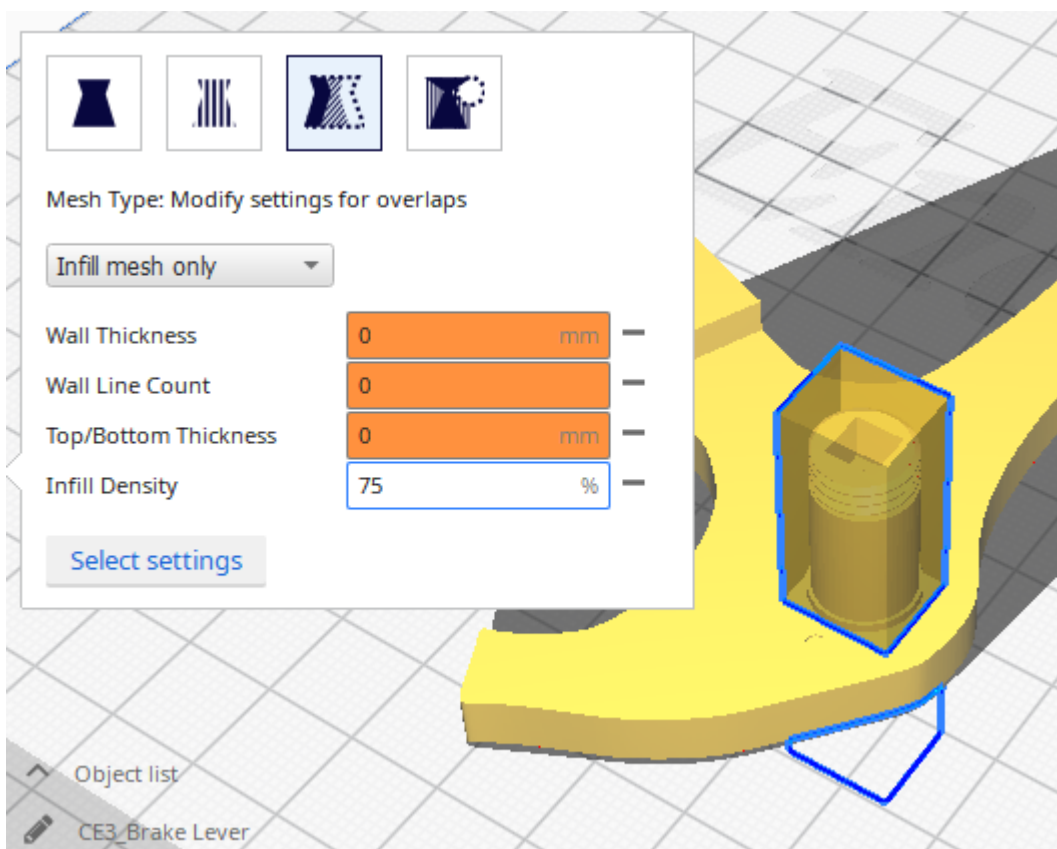 Mesh Type: Modify settings for overlaps
Infill mesh only
Wall Thickness 0 mm
Wall Line Count 0
Top/Bottom Thickness 0 mm
Infill Density 75 %
Select settings
Object list
CE3_Brake Lever